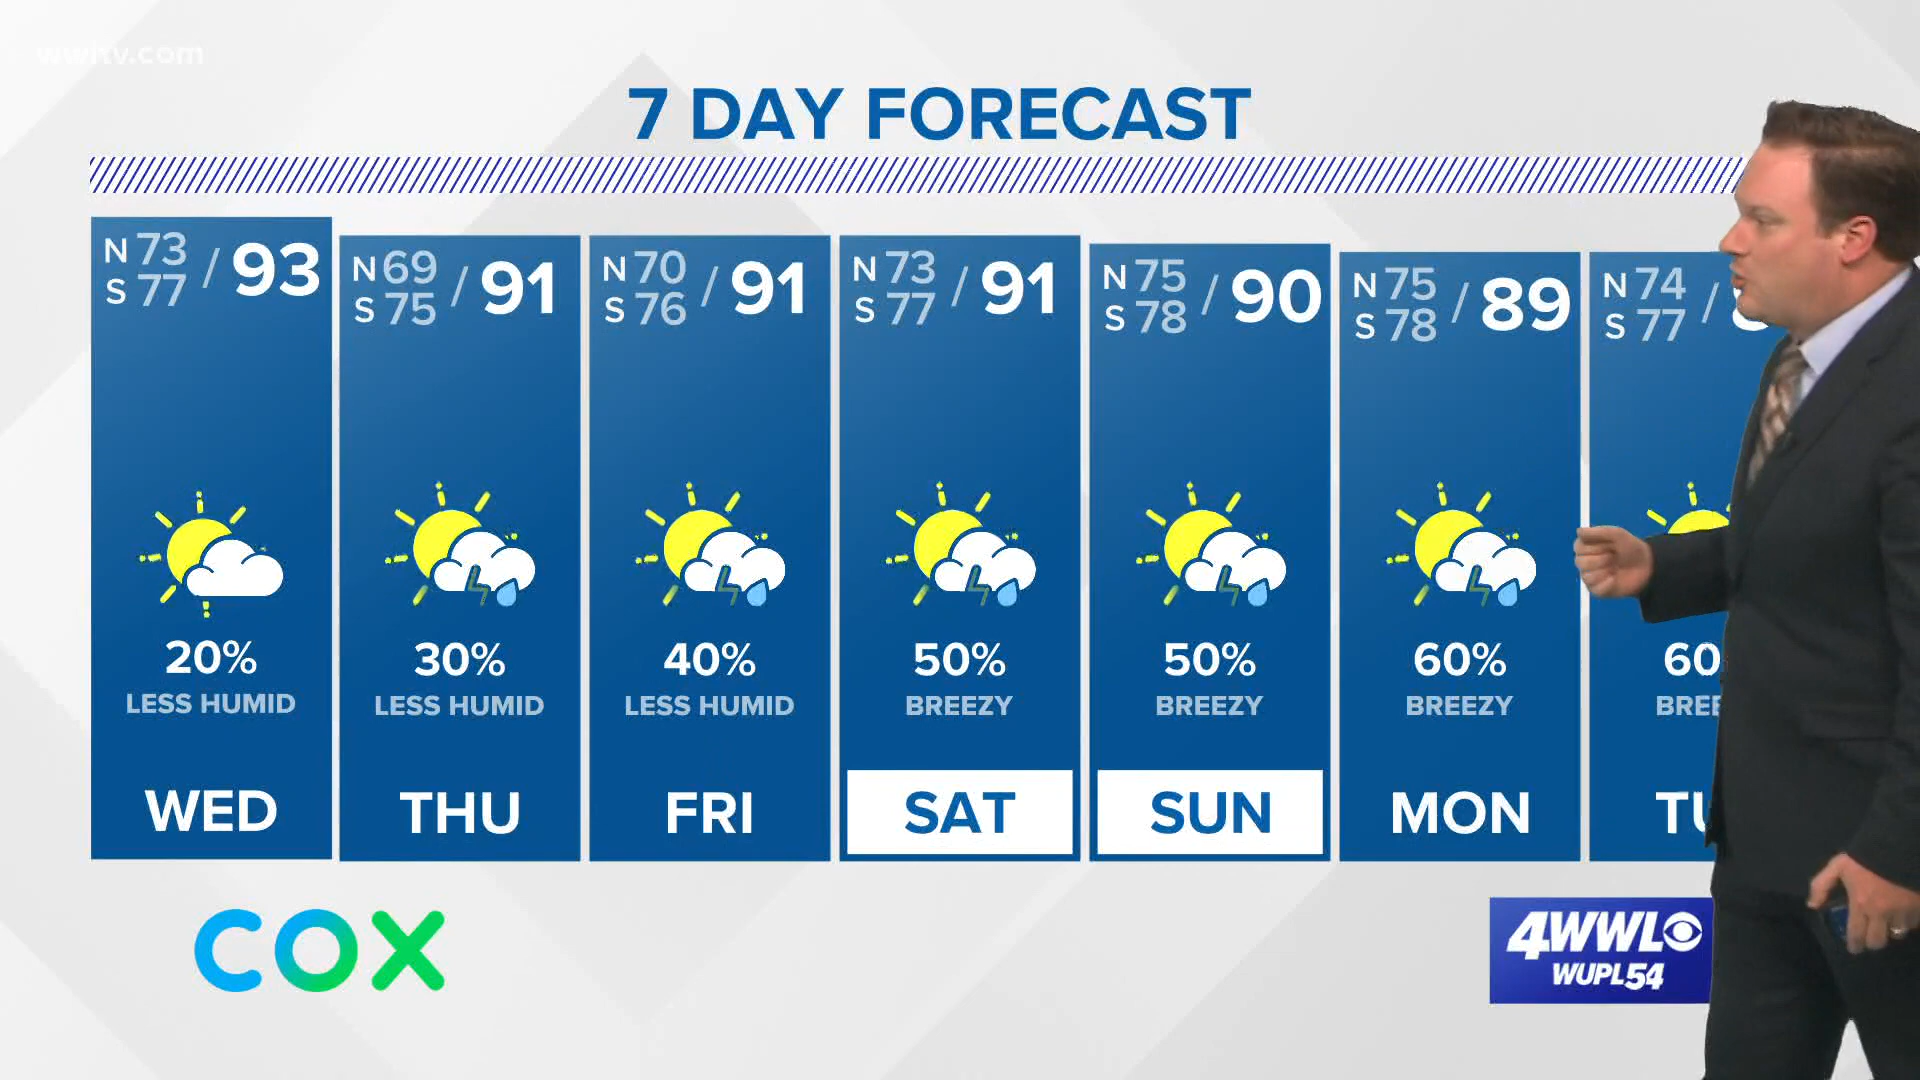 wwltv.com
7 DAY FORECAST
N 73
S 77 / 93
N 69
S 75 / 91
N 70
S 76 / 91
N 73
S 77 / 91
N 75
S 78 / 90
N 75
S 78 / 89
N 74
S 77 /
20%
LESS HUMID
WED
30%
LESS HUMID
THU
40%
LESS HUMID
FRI
50%
BREEZY
SAT
50%
BREEZY
SUN
60%
BREEZY
MON
60
COX
4WWL
WUPL54